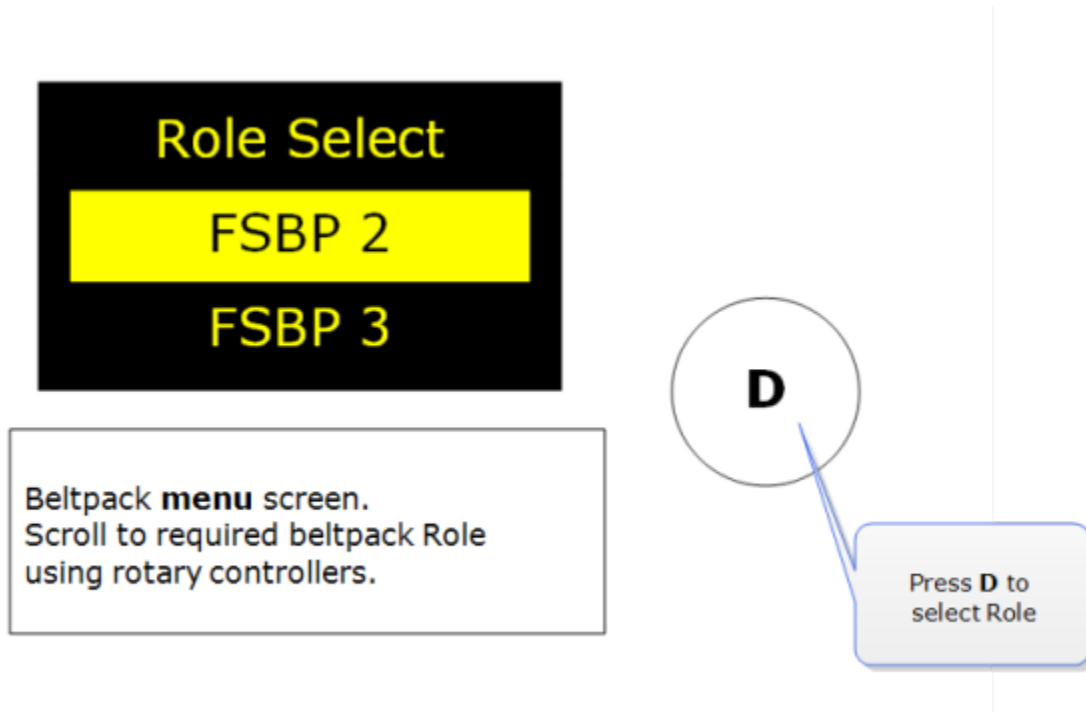 Role Select
FSBP 2
FSBP 3
D
Beltpack menu screen.
Scroll to required beltpack Role
using rotary controllers.
Press D to
select Role